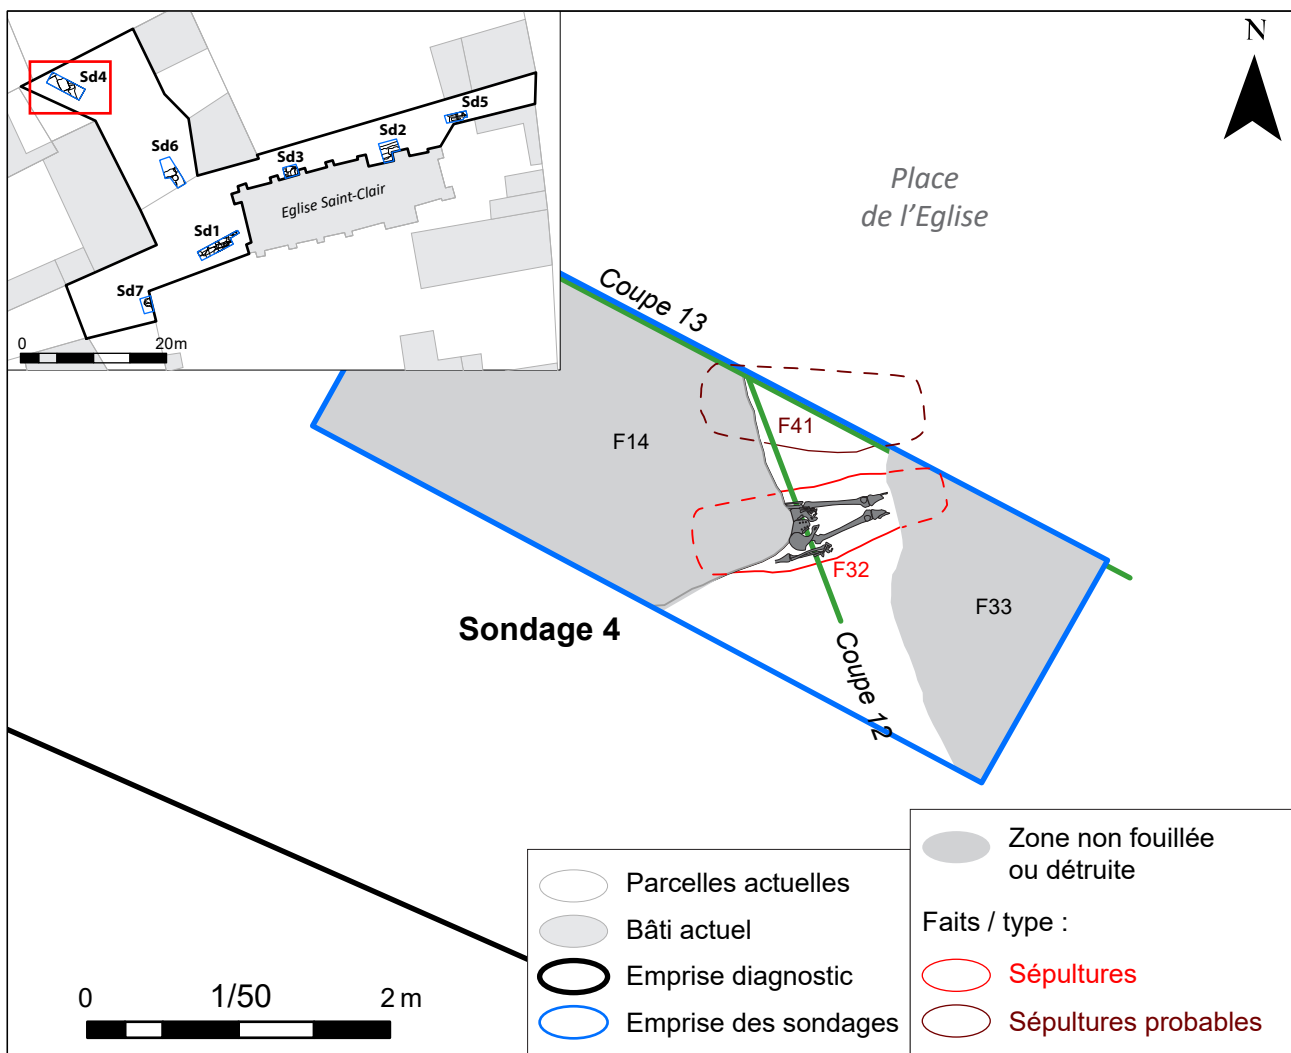 Sd4
Sd5
Sd2
Sd6
Sd3
Eglise Saint-Clair
Sd1
Sd7
0 20m
N
Place
de l'Eglise
Coupe 13
F41
F14
F32
F33
Sondage 4
Coupe 12
0 1/50 2 m
Parcelles actuelles
Bâti actuel
Emprise diagnostic
Emprise des sondages
Zone non fouillée
ou détruite
Faits / type :
Sépultures
Sépultures probables